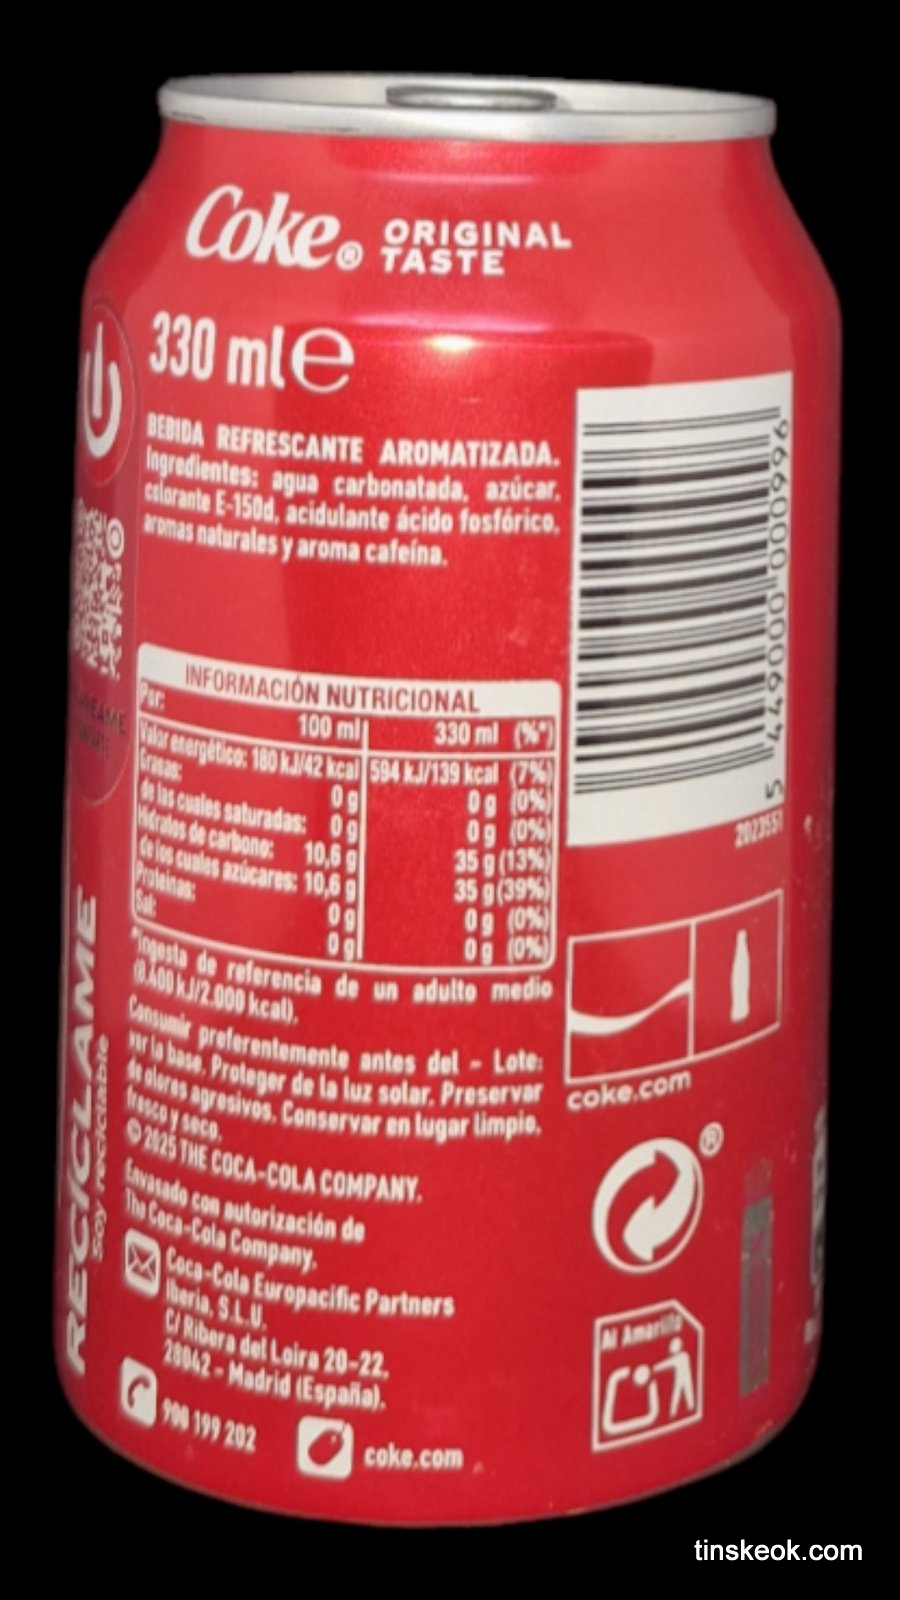 Coke® ORIGINAL TASTE
330 ml e
BEBIDA REFRESCANTE AROMATIZADA.
Ingredientes: agua carbonatada, azúcar,
colorante E-150d, acidulante ácido fosfórico,
aromas naturales y aroma cafeína.
INFORMACIÓN NUTRICIONAL
Por: 100 ml 330 ml (%*)
Valor energético: 180 kJ/42 kcal 594 kJ/139 kcal (7%)
Grasas: 0 g 0 g (0%)
de las cuales saturadas: 0 g 0 g (0%)
Hidratos de carbono: 10,6 g 35 g (13%)
de los cuales azúcares: 10,6 g 35 g (39%)
Proteínas: 0 g 0 g (0%)
Sal: 0 g 0 g (0%)
*Ingesta de referencia de un adulto medio
(8.400 kJ/2.000 kcal).
Consumir preferentemente antes del - Lote:
ver la base. Proteger de la luz solar. Preservar
de olores agresivos. Conservar en lugar limpio,
fresco y seco.
© 2025 THE COCA-COLA COMPANY.
Envasado con autorización de
The Coca-Cola Company.
Coca-Cola Europacific Partners
Iberia, S.L.U.
C/ Ribera del Loira 20-22,
28042 - Madrid (España).
900 199 202
coke.com
5 449000 000996
2023557
coke.com
®
Al Amarillo
RECÍCLAME
Soy reciclable
tinskeok.com